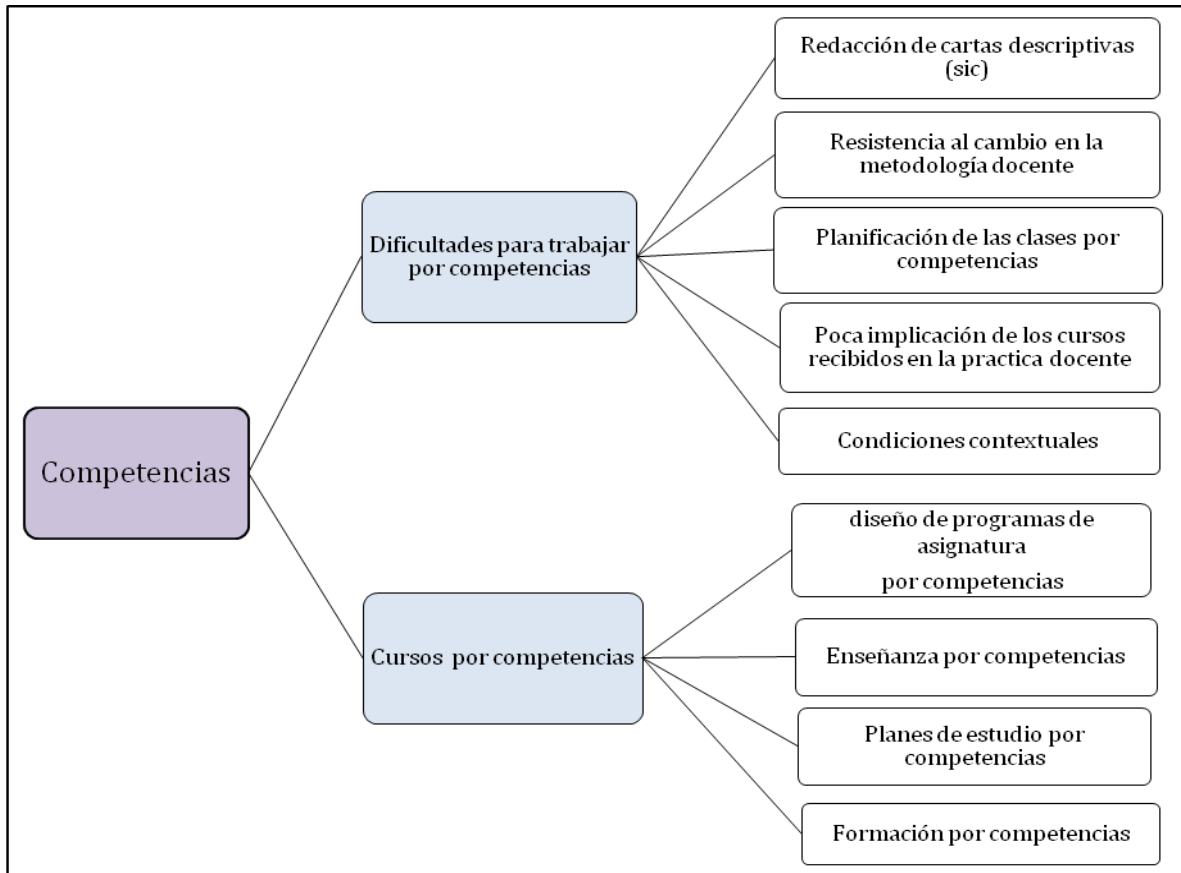 Competencias
Dificultades para trabajar
por competencias
Redacción de cartas descriptivas
(sic)
Resistencia al cambio en la
metodología docente
Planificación de las clases por
competencias
Poca implicación de los cursos
recibidos en la practica docente
Condiciones contextuales
Cursos por competencias
diseño de programas de
asignatura
por competencias
Enseñanza por competencias
Planes de estudio por
competencias
Formación por competencias